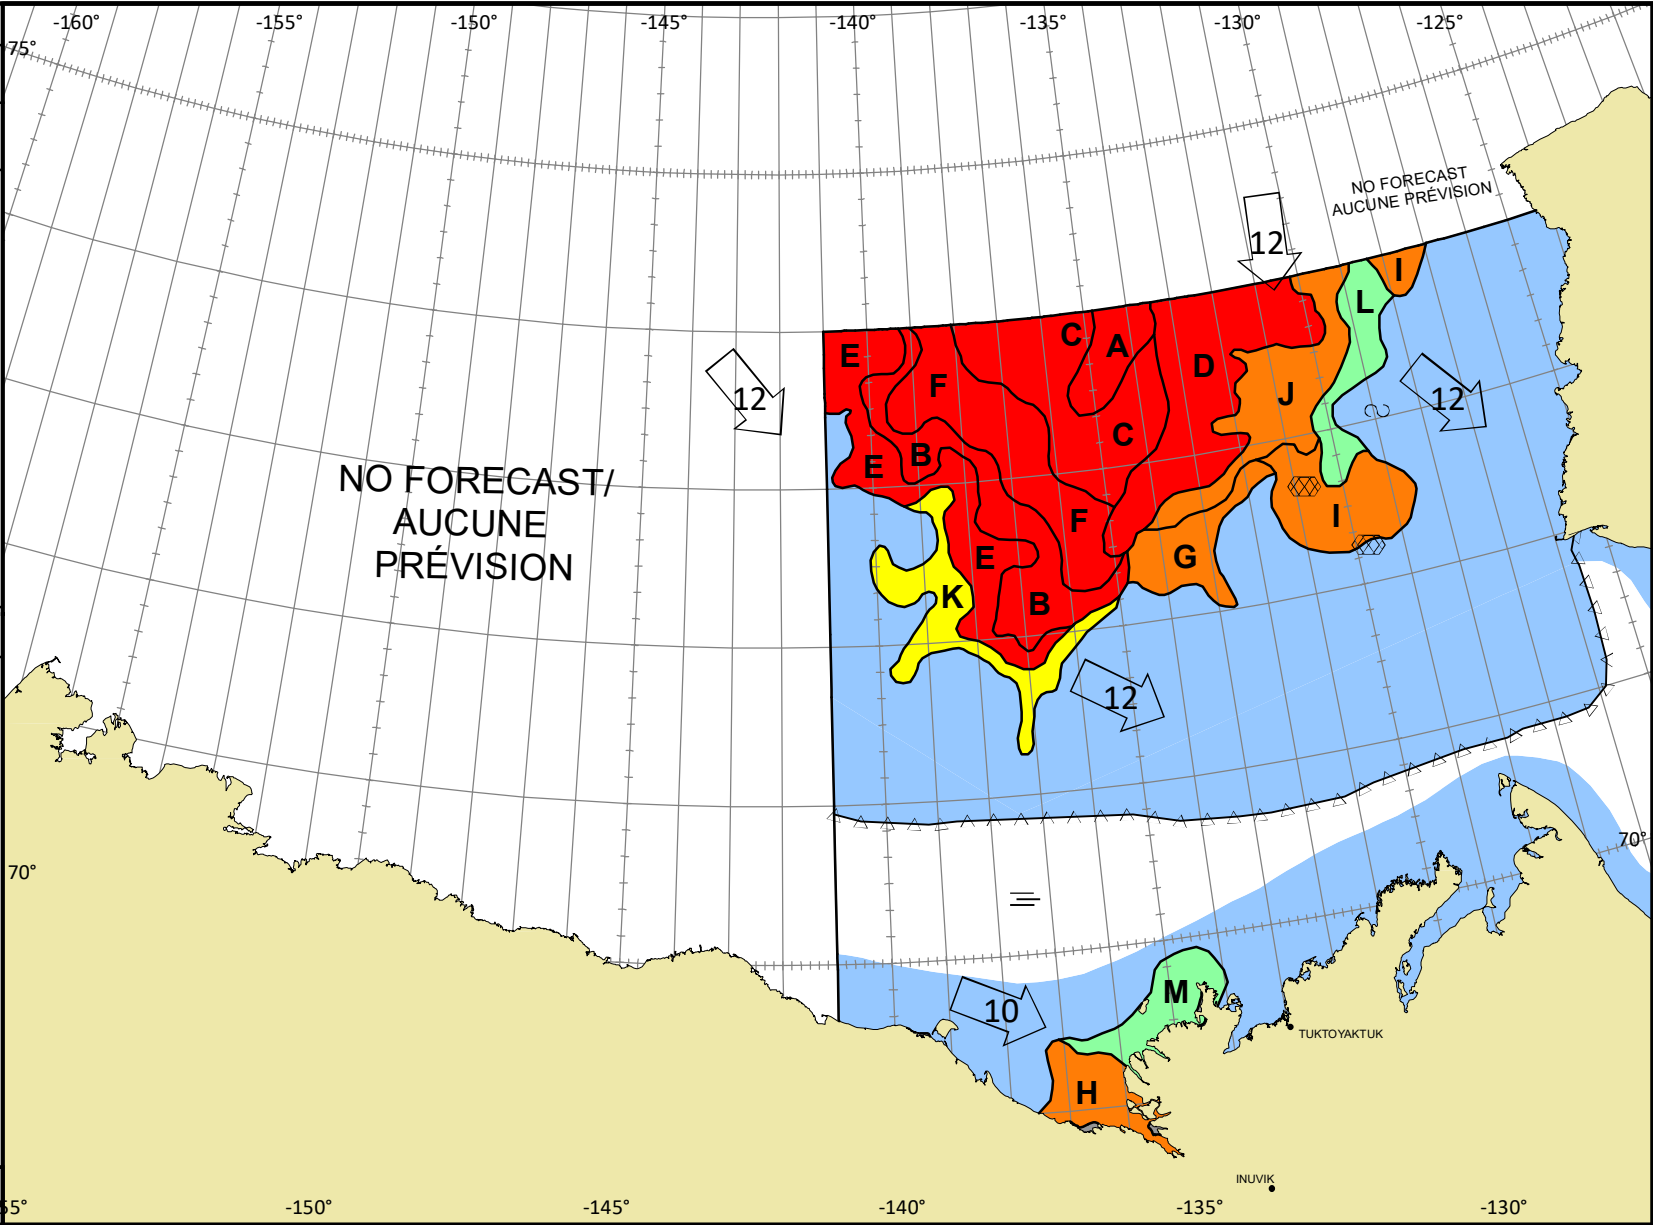 -160° -155° -150° -145° -140° -135° -130° -125°
75°
NO FORECAST
AUCUNE PRÉVISION
12
I
L
C
A
E
D
F
J
12
12
C
B
E
NO FORECAST/
AUCUNE
PRÉVISION
F
I
E
G
K
B
12
70°
70°
M
10
TUKTOYAKTUK
H
INUVIK
55° -150° -145° -140° -135° -130°